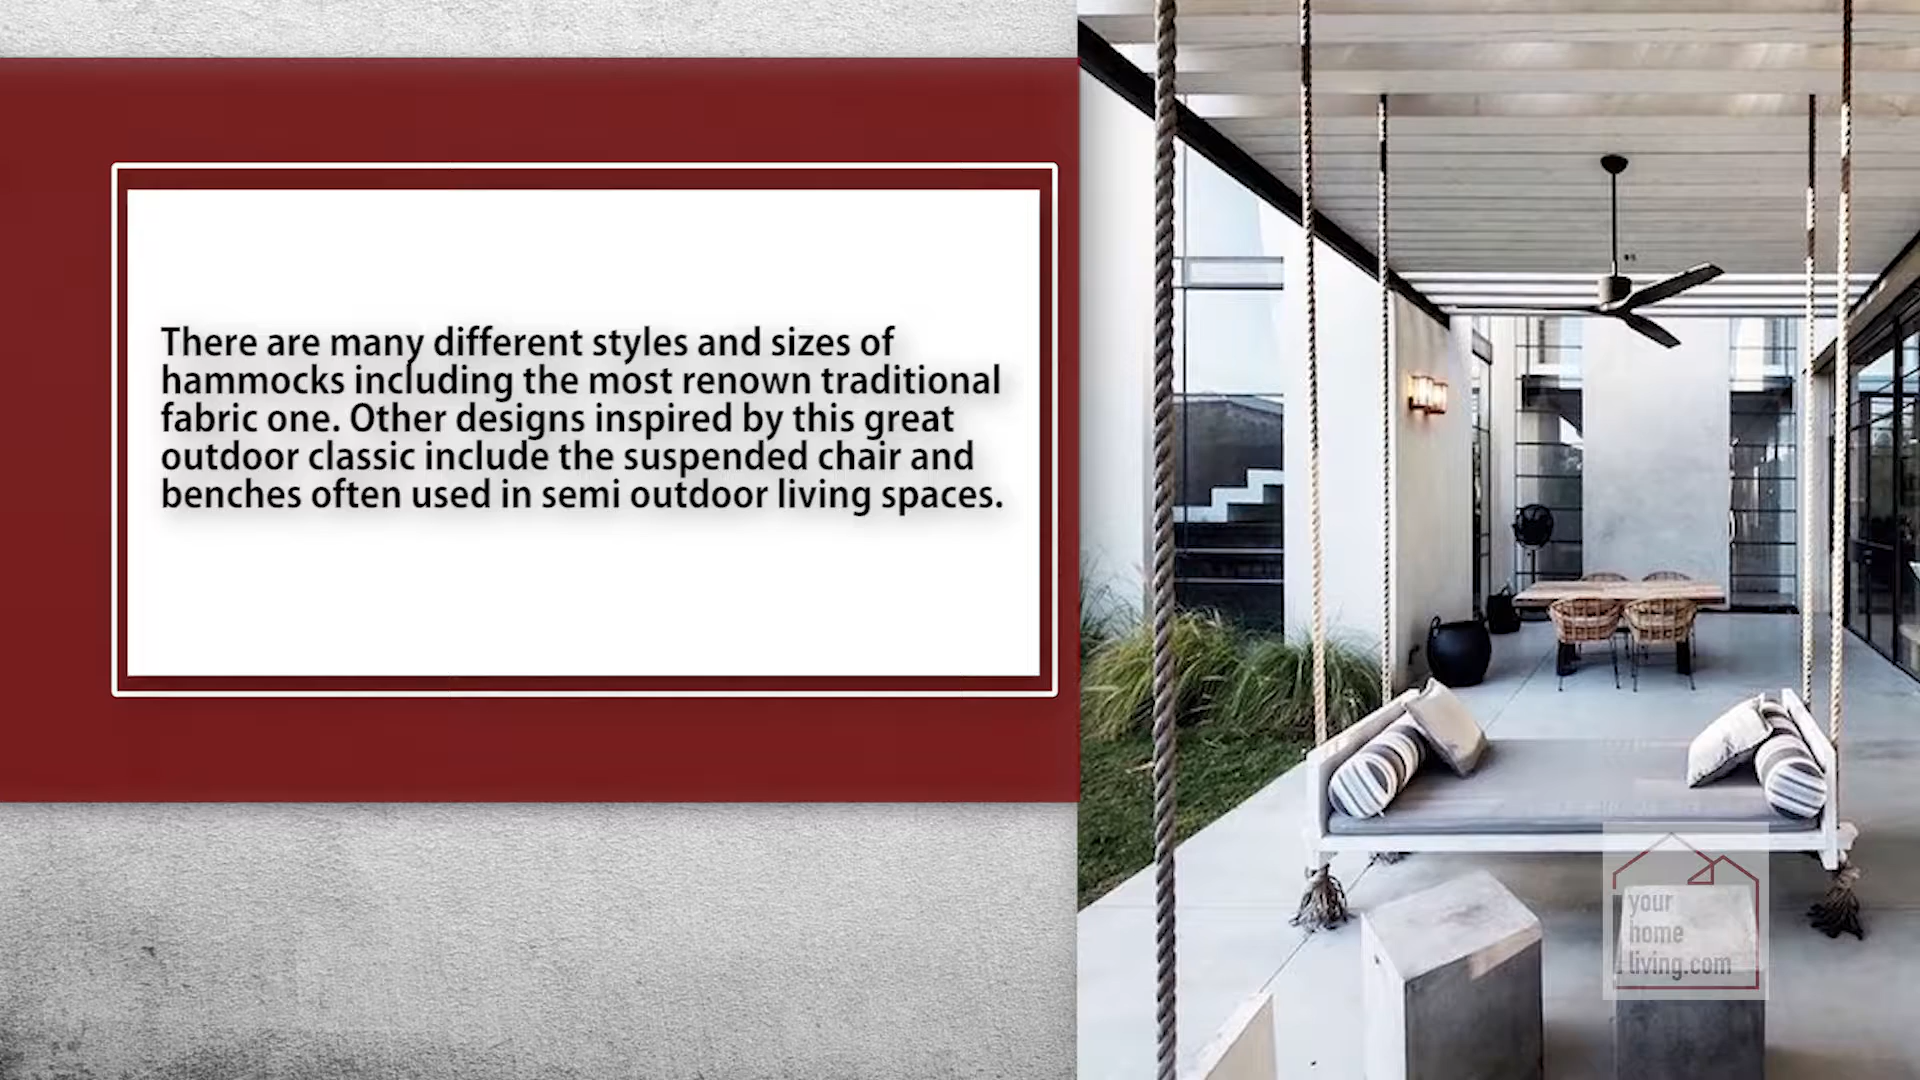 There are many different styles and sizes of
hammocks including the most renown traditional
fabric one. Other designs inspired by this great
outdoor classic include the suspended chair and
benches often used in semi outdoor living spaces.
your
home
living.com